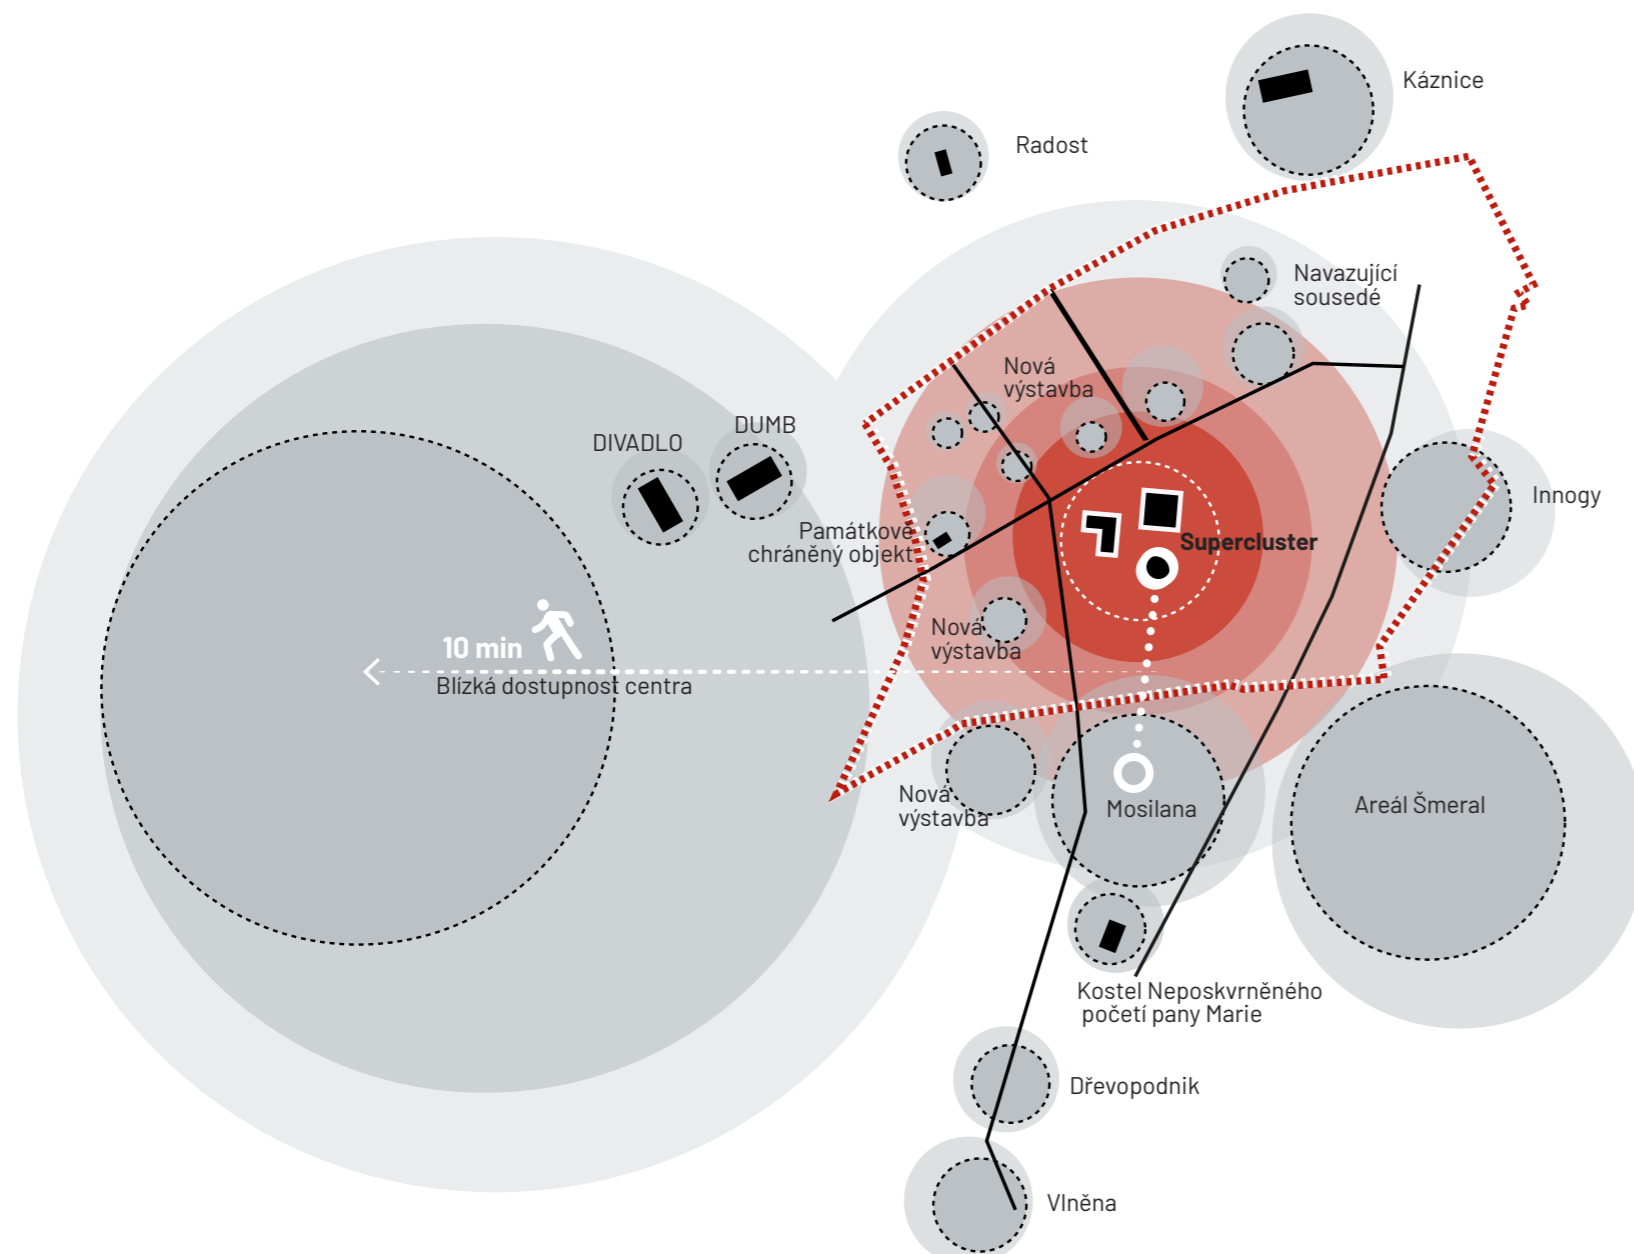 Káznice
Radost
Navazující
sousedé
Nová
výstavba
DIVADLO
DUMB
Innogy
Památkově
chráněný objekt
Supercluster
10 min
Blízká dostupnost centra
Nová
výstavba
Nová
výstavba
Mosilana
Areál Šmeral
Kostel Neposkvrněného
početí pany Marie
Dřevopodnik
Vlněna